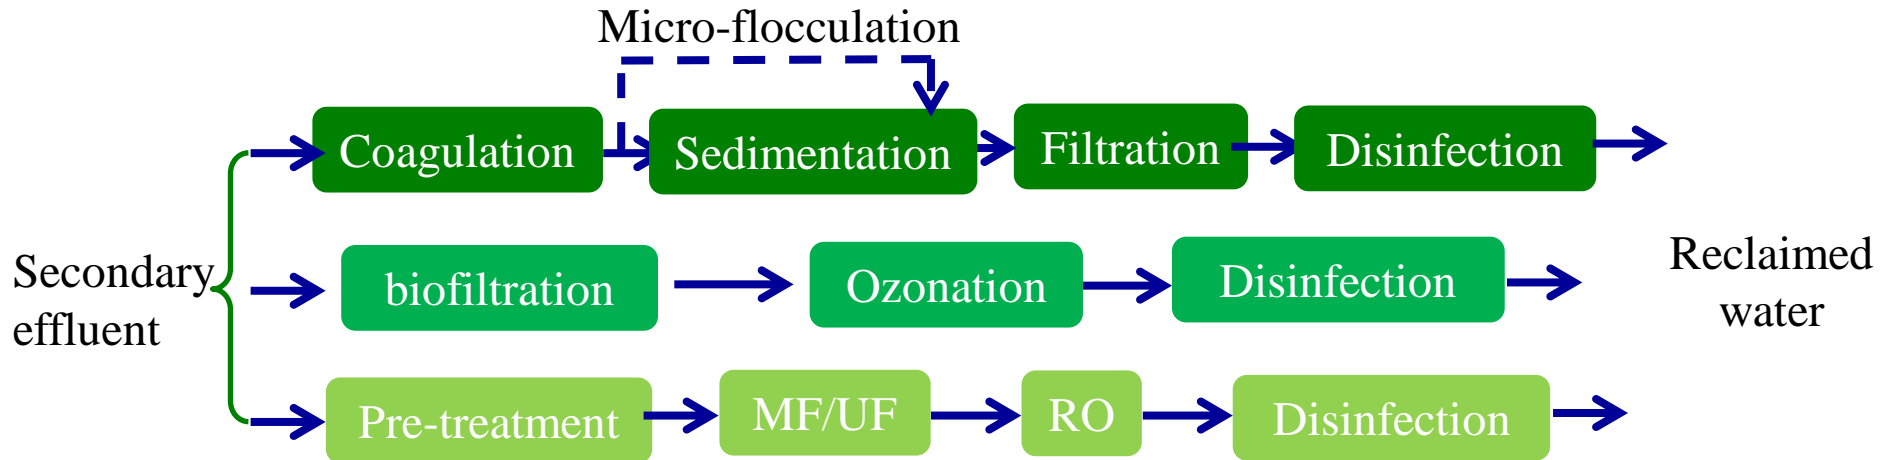 Micro-flocculation
Coagulation
Sedimentation
Filtration
Disinfection
Secondary
effluent
biofiltration
Ozonation
Disinfection
Reclaimed
water
Pre-treatment
MF/UF
RO
Disinfection